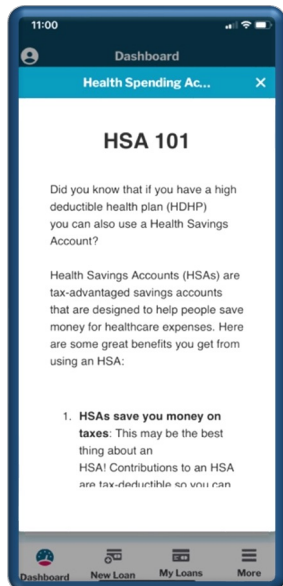 11:00
Dashboard
Health Spending Ac... ×
HSA 101
Did you know that if you have a high
deductible health plan (HDHP)
you can also use a Health Savings
Account?
Health Savings Accounts (HSAs) are
tax-advantaged savings accounts
that are designed to help people save
money for healthcare expenses. Here
are some great benefits you get from
using an HSA:
1. HSAs save you money on
taxes: This may be the best
thing about an
HSA! Contributions to an HSA
are tax-deductible so you can
Dashboard New Loan My Loans More